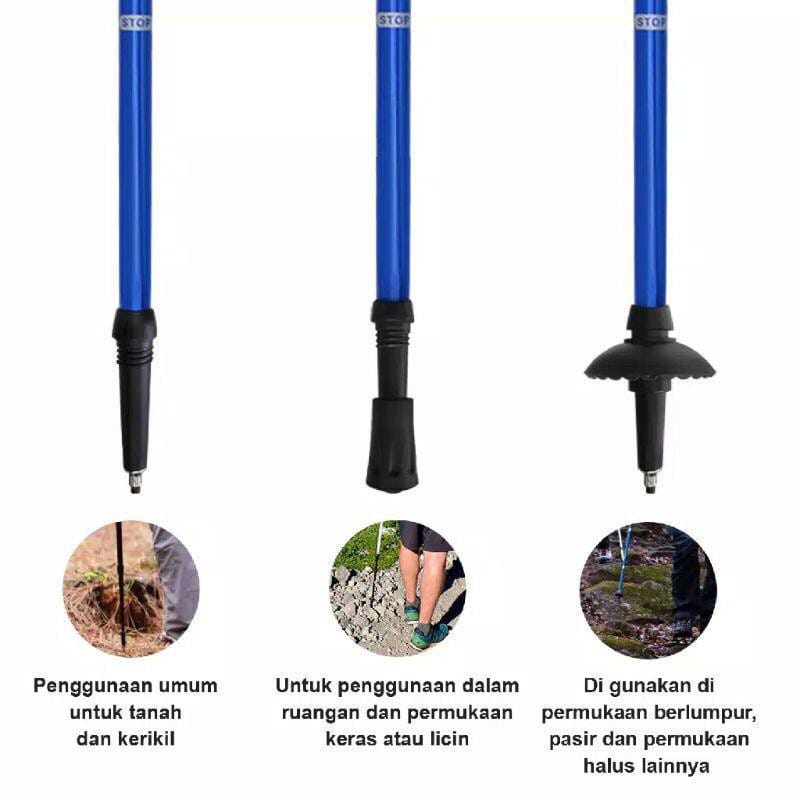 STOP STOP STOP
Penggunaan umum
untuk tanah
dan kerikil
Untuk penggunaan dalam
ruangan dan permukaan
keras atau licin
Di gunakan di
permukaan berlumpur,
pasir dan permukaan
halus lainnya